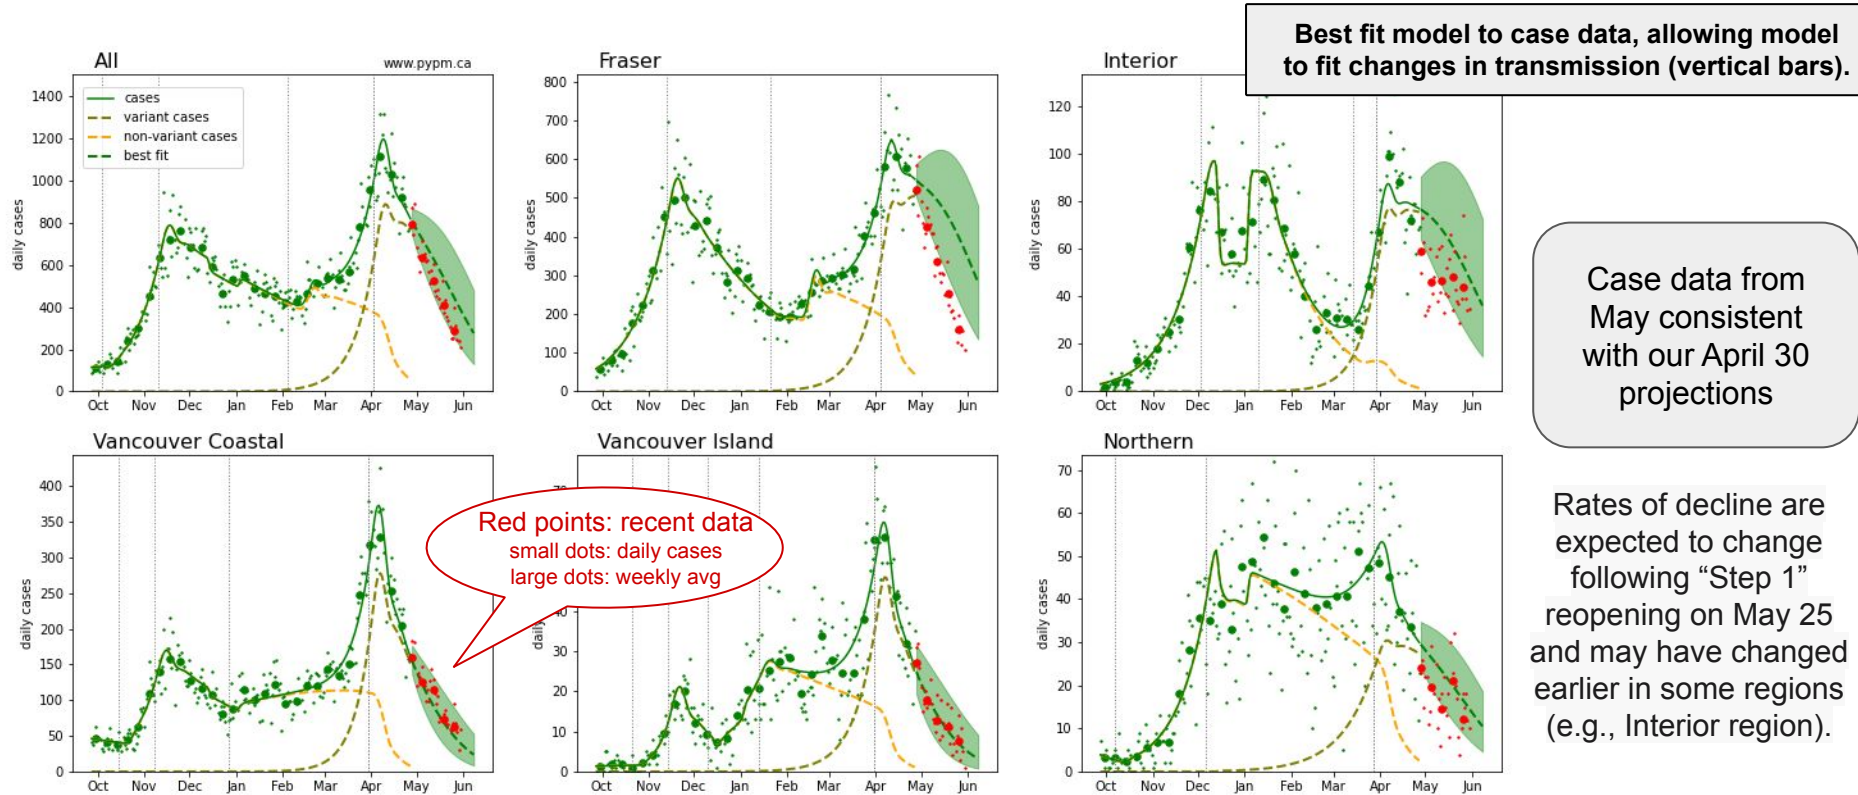 Best fit model to case data, allowing model
to fit changes in transmission (vertical bars).
All
www.pypm.ca
cases
variant cases
non-variant cases
best fit
daily cases
1400
1200
1000
800
600
400
200
0
Oct Nov Dec Jan Feb Mar Apr May Jun
Fraser
daily cases
800
700
600
500
400
300
200
100
0
Oct Nov Dec Jan Feb Mar Apr May Jun
Interior
daily cases
120
100
80
60
40
20
0
Oct Nov Dec Jan Feb Mar Apr May Jun
Case data from
May consistent
with our April 30
projections
Vancouver Coastal
daily cases
400
350
300
250
200
150
100
50
0
Oct Nov Dec Jan Feb Mar Apr May Jun
Red points: recent data
small dots: daily cases
large dots: weekly avg
Vancouver Island
daily
30
20
10
0
Oct Nov Dec Jan Feb Mar Apr May Jun
Northern
daily cases
70
60
50
40
30
20
10
0
Oct Nov Dec Jan Feb Mar Apr May Jun
Rates of decline are
expected to change
following “Step 1”
reopening on May 25
and may have changed
earlier in some regions
(e.g., Interior region).